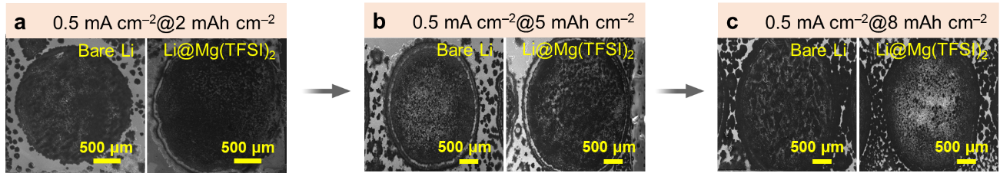 a 0.5 mA cm⁻²@2 mAh cm⁻²
Bare Li
Li@Mg(TFSI)₂
500 μm
500 μm
b 0.5 mA cm⁻²@5 mAh cm⁻²
Bare Li
Li@Mg(TFSI)₂
500 μm
500 μm
c 0.5 mA cm⁻²@8 mAh cm⁻²
Bare Li
Li@Mg(TFSI)₂
500 μm
500 μm